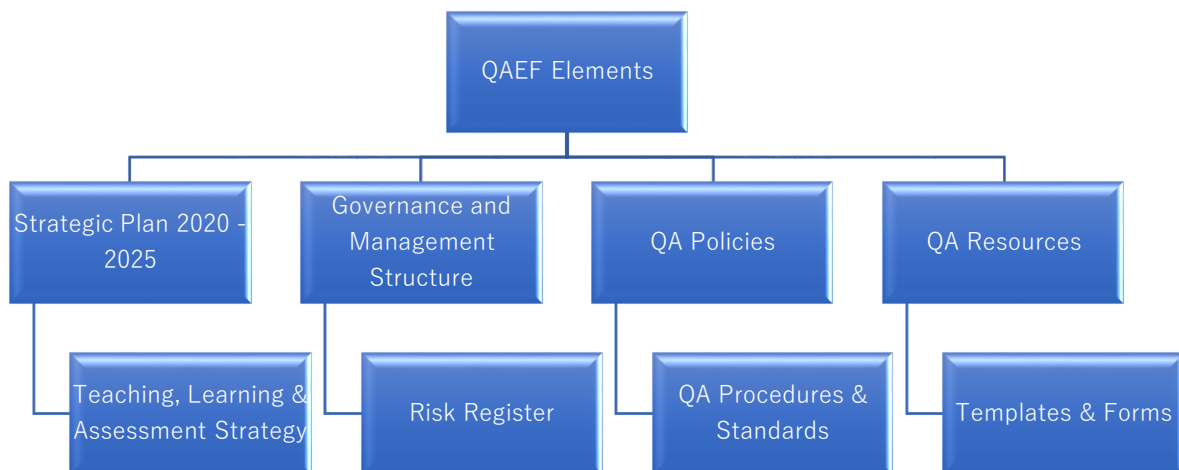 QAEF Elements
Strategic Plan 2020 -
2025
Governance and
Management
Structure
QA Policies
QA Resources
Teaching, Learning &
Assessment Strategy
Risk Register
QA Procedures &
Standards
Templates & Forms